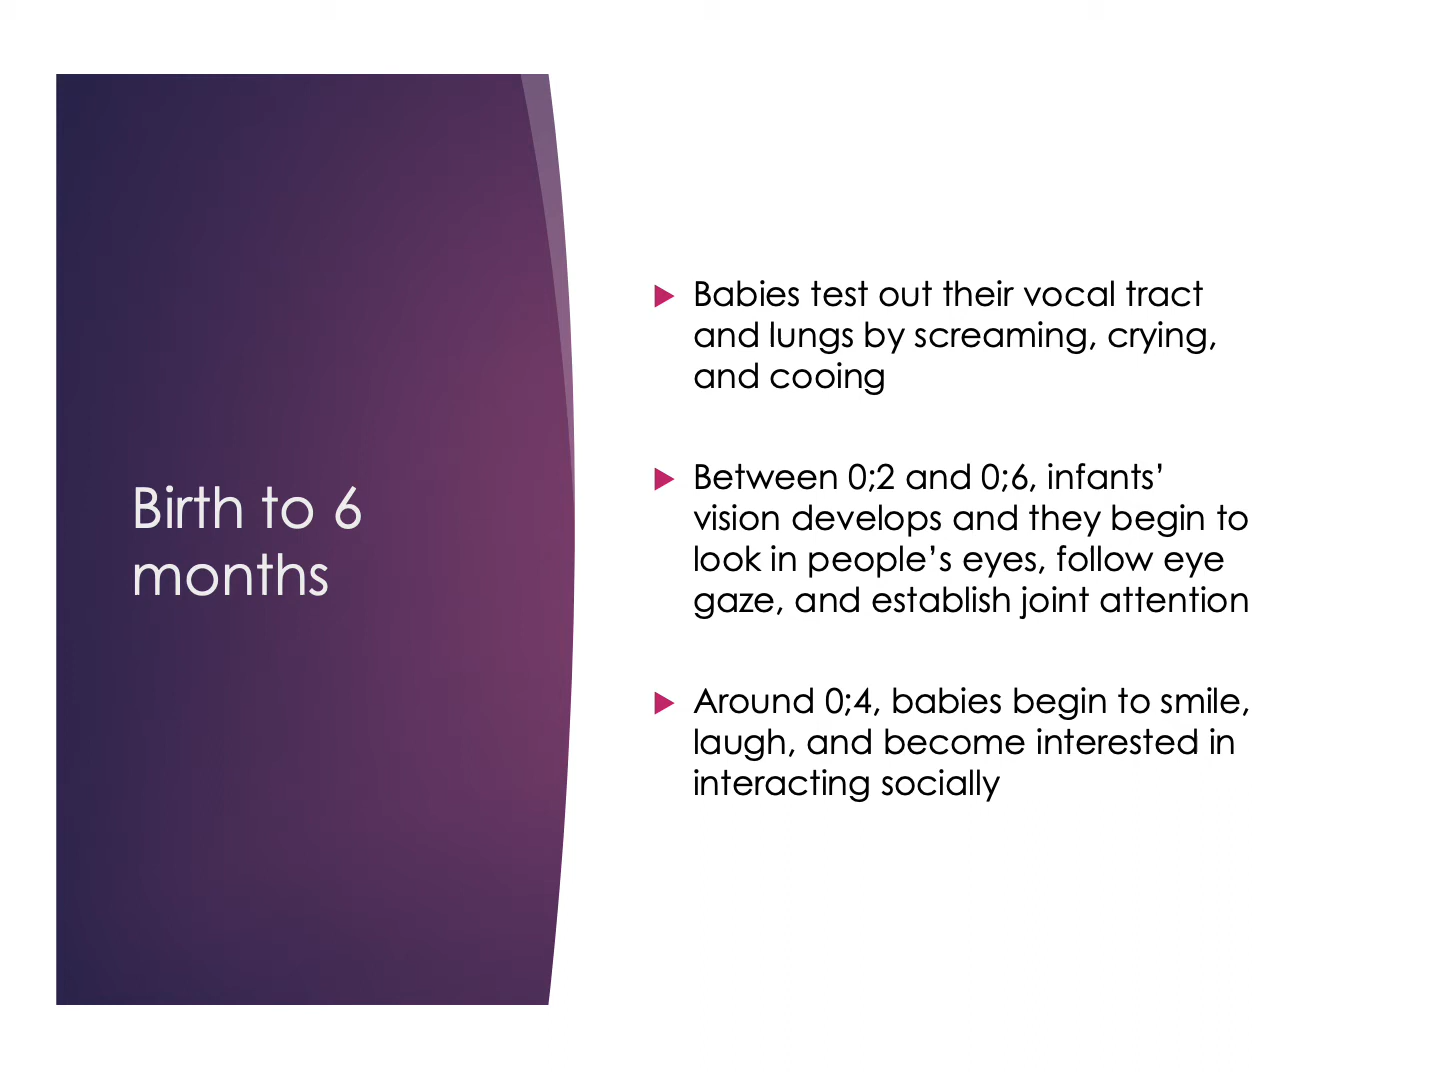 Birth to 6
months
Babies test out their vocal tract
and lungs by screaming, crying,
and cooing
Between 0;2 and 0;6, infants’
vision develops and they begin to
look in people’s eyes, follow eye
gaze, and establish joint attention
Around 0;4, babies begin to smile,
laugh, and become interested in
interacting socially